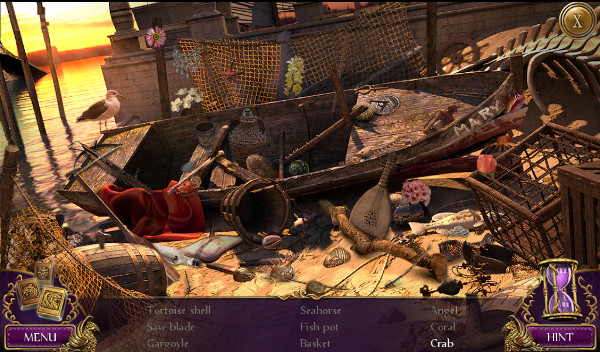 X
MARY
Tortoise shell Seahorse Angel
Saw blade Fish pot Coral
Gargoyle Basket Crab
MENU HINT